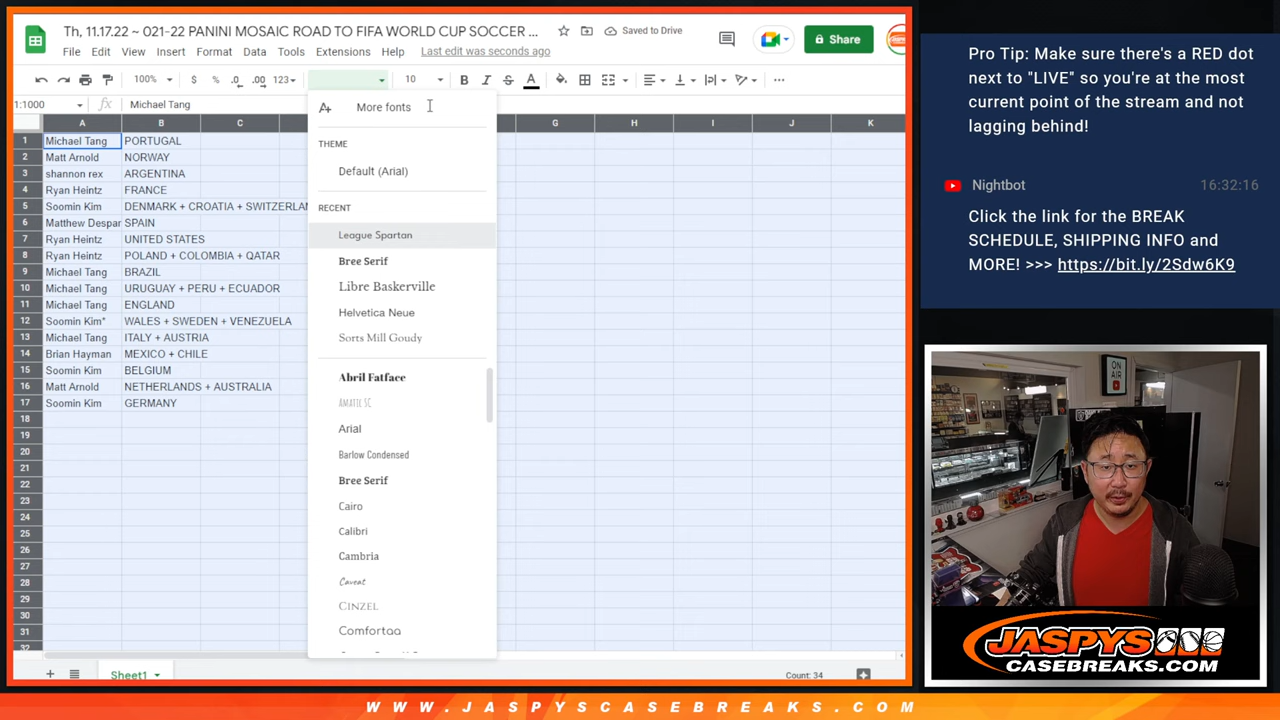 Th, 11.17.22 ~ 021-22 PANINI MOSAIC ROAD TO FIFA WORLD CUP SOCCER ...
Saved to Drive
Share
File Edit View Insert Format Data Tools Extensions Help Last edit was seconds ago
100% $ % .0 .00 123 10 B I S A
1:1000 fx Michael Tang
A B C G H I J K
1 Michael Tang PORTUGAL
2 Matt Arnold NORWAY
3 shannon rex ARGENTINA
4 Ryan Heintz FRANCE
5 Soomin Kim DENMARK + CROATIA + SWITZERLAN
6 Matthew Despar SPAIN
7 Ryan Heintz UNITED STATES
8 Ryan Heintz POLAND + COLOMBIA + QATAR
9 Michael Tang BRAZIL
10 Michael Tang URUGUAY + PERU + ECUADOR
11 Michael Tang ENGLAND
12 Soomin Kim* WALES + SWEDEN + VENEZUELA
13 Michael Tang ITALY + AUSTRIA
14 Brian Hayman MEXICO + CHILE
15 Soomin Kim BELGIUM
16 Matt Arnold NETHERLANDS + AUSTRALIA
17 Soomin Kim GERMANY
18
19
20
21
22
23
24
25
26
27
28
29
30
31
32
More fonts
THEME
Default (Arial)
RECENT
League Spartan
Bree Serif
Libre Baskerville
Helvetica Neue
Sorts Mill Goudy
Abril Fatface
AMATIC SC
Arial
Barlow Condensed
Bree Serif
Cairo
Calibri
Cambria
Caveat
CINZEL
Comfortaa
Sheet1
Count: 34
Pro Tip: Make sure there's a RED dot
next to "LIVE" so you're at the most
current point of the stream and not
lagging behind!
Nightbot 16:32:16
Click the link for the BREAK
SCHEDULE, SHIPPING INFO and
MORE! >>> https://bit.ly/2Sdw6K9
ON AIR
JASPYS
CASEBREAKS.COM
WWW.JASPYSCASEBREAKS.COM